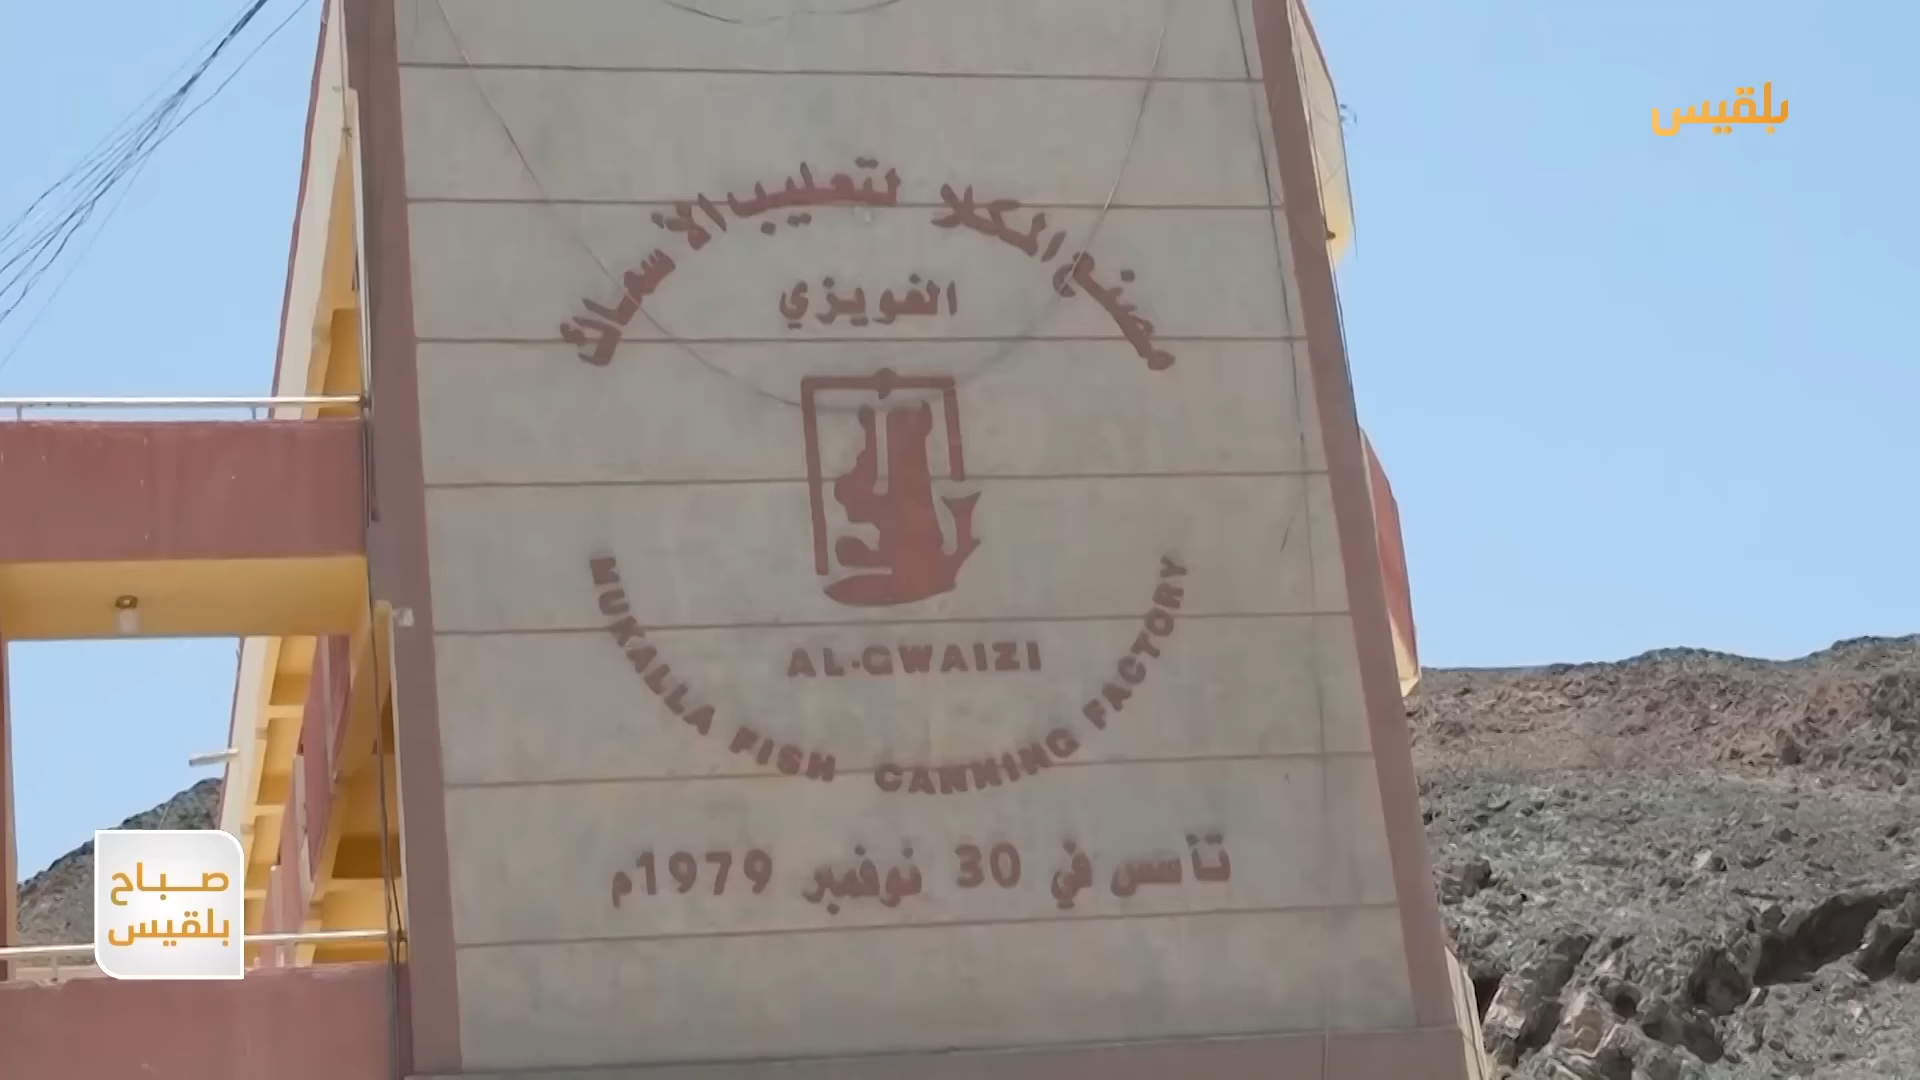 بلقيس
مصنع المكلا لتعليب الأسماك
الغويزي
AL-GWAIZI
MUKALLA FISH CANNING FACTORY
تأسس في 30 نوفمبر 1979م
صباح
بلقيس